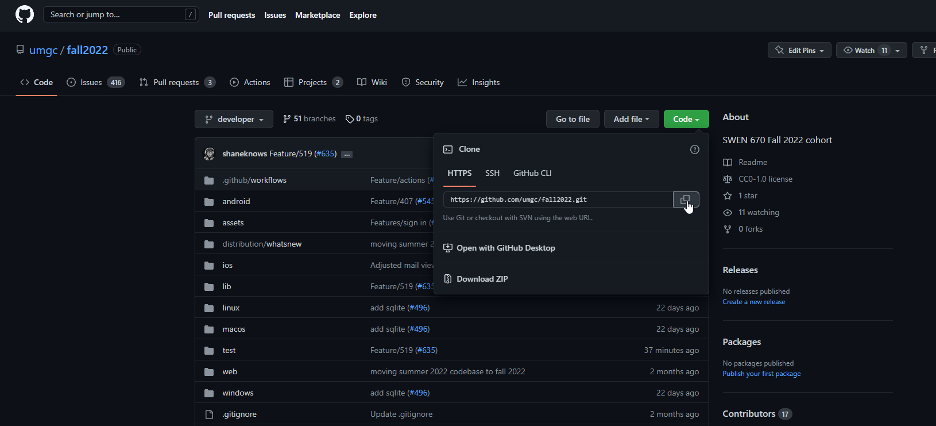 Search or jump to... /
Pull requests Issues Marketplace Explore
umgc / fall2022 Public
Edit Pins Watch 11
Code Issues 416 Pull requests 3 Actions Projects 2 Wiki Security Insights
developer 51 branches 0 tags Go to file Add file Code
shaneknows Feature/519 (#635) ...
.github/workflows Feature/actions (#
android Feature/407 (#543
assets Features/sign in (#
distribution/whatsnew moving summer 2
ios Adjusted mail view
lib Feature/519 (#635
linux add sqlite (#496) 22 days ago
macos add sqlite (#496) 22 days ago
test Feature/519 (#635) 37 minutes ago
web moving summer 2022 codebase to fall 2022 2 months ago
windows add sqlite (#496) 22 days ago
.gitignore Update .gitignore 2 months ago
Clone
HTTPS SSH GitHub CLI
https://github.com/umgc/fall2022.git
Use Git or checkout with SVN using the web URL.
Open with GitHub Desktop
Download ZIP
About
SWEN 670 Fall 2022 cohort
Readme
CC0-1.0 license
1 star
11 watching
0 forks
Releases
No releases published
Create a new release
Packages
No packages published
Publish your first package
Contributors 17